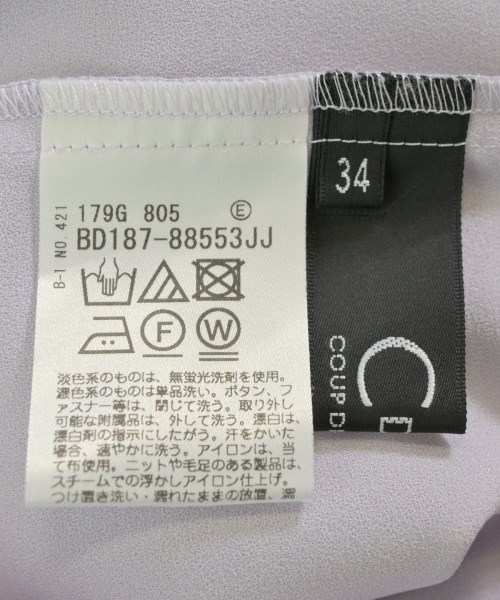 B-1 NO.421
179G 805 E
BD187-88553JJ
F W
淡色系のものは、無蛍光洗剤を使用。
濃色系のものは単品洗い。ボタン、フ
ァスナー等は、閉じて洗う。取り外し
可能な附属品は、外して洗う。漂白は、
漂白剤の指示にしたがう。汗をかいた
場合、速やかに洗う。アイロンは、当
て布使用。ニットや毛足のある製品は、
スチームでの浮かしアイロン仕上げ。
つけ置き洗い・濡れたままの放置、
34
COUP D